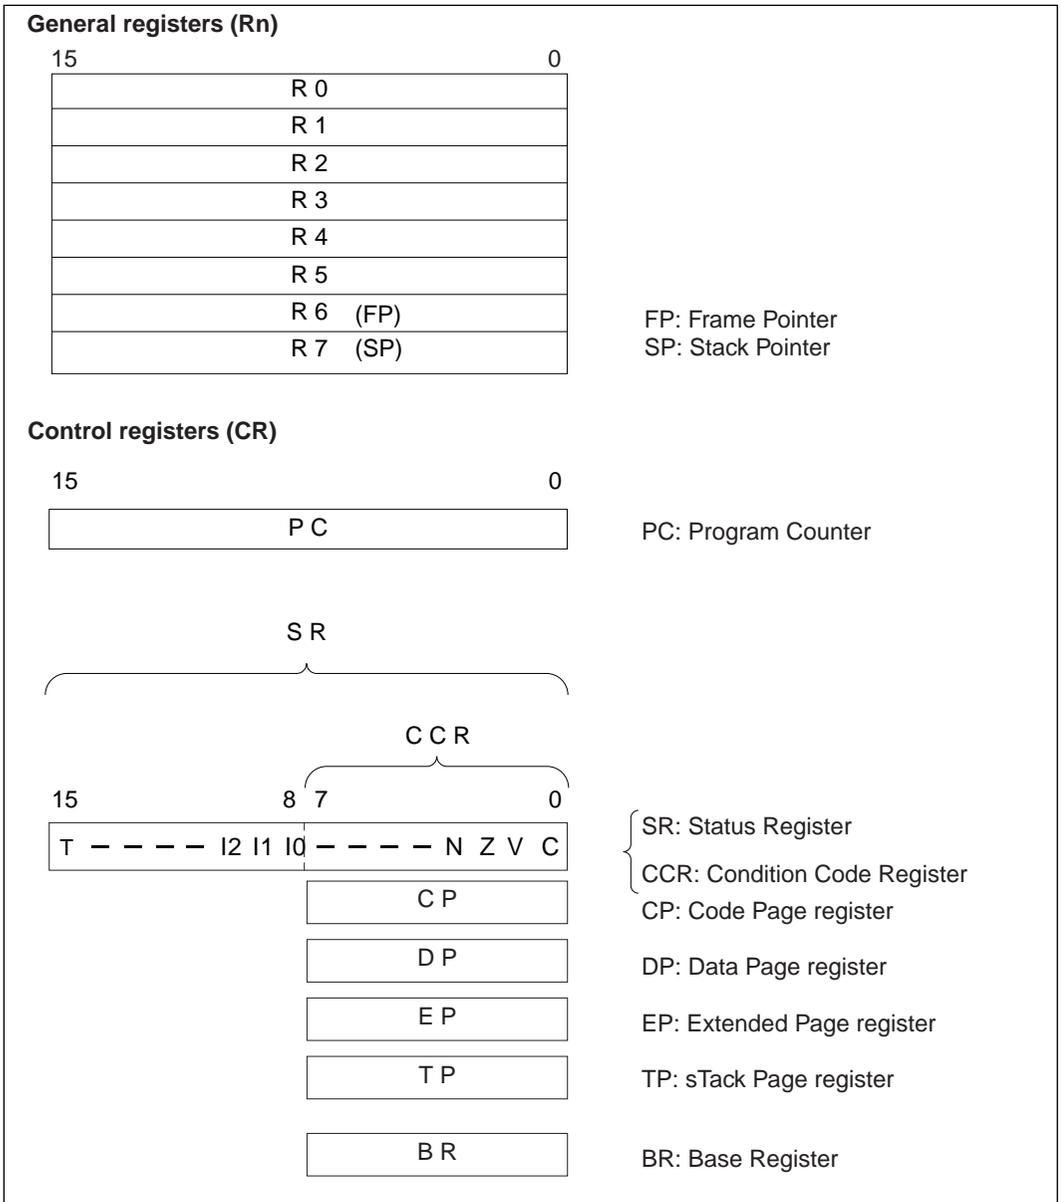 General registers (Rn)
15 0
R 0
R 1
R 2
R 3
R 4
R 5
R 6 (FP) FP: Frame Pointer
R 7 (SP) SP: Stack Pointer
Control registers (CR)
15 0
P C PC: Program Counter
S R
C C R
15 8 7 0
T — — — — I2 I1 I0 — — — — N Z V C
SR: Status Register
CCR: Condition Code Register
C P CP: Code Page register
D P DP: Data Page register
E P EP: Extended Page register
T P TP: sTack Page register
B R BR: Base Register